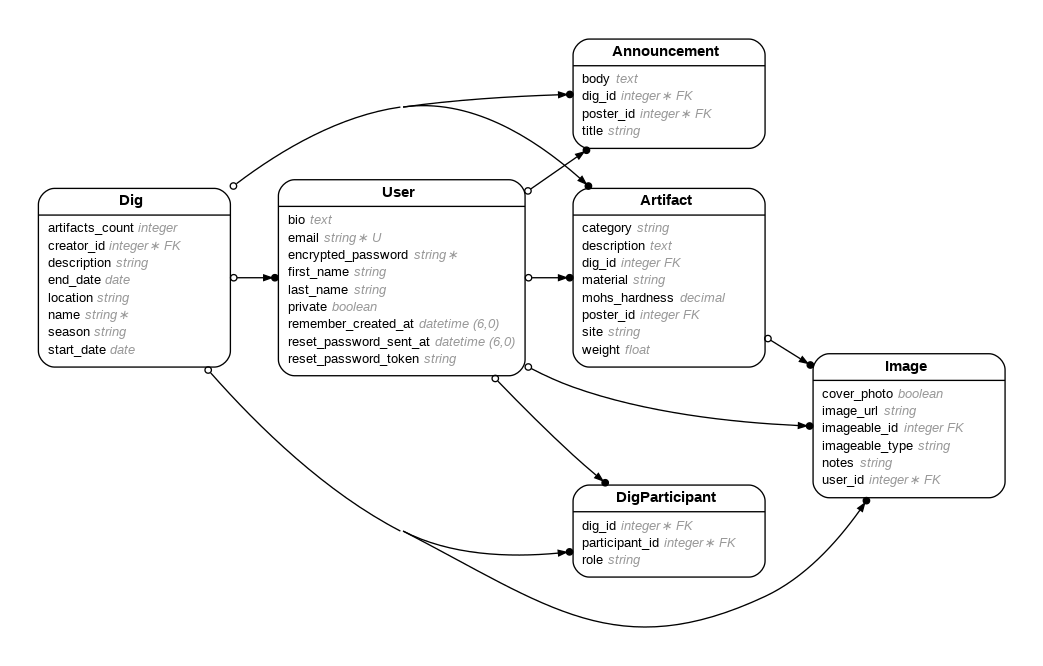 Announcement
body text
dig_id integer∗ FK
poster_id integer∗ FK
title string
Dig
artifacts_count integer
creator_id integer∗ FK
description string
end_date date
location string
name string∗
season string
start_date date
User
bio text
email string∗ U
encrypted_password string∗
first_name string
last_name string
private boolean
remember_created_at datetime (6,0)
reset_password_sent_at datetime (6,0)
reset_password_token string
Artifact
category string
description text
dig_id integer FK
material string
mohs_hardness decimal
poster_id integer FK
site string
weight float
Image
cover_photo boolean
image_url string
imageable_id integer FK
imageable_type string
notes string
user_id integer∗ FK
DigParticipant
dig_id integer∗ FK
participant_id integer∗ FK
role string